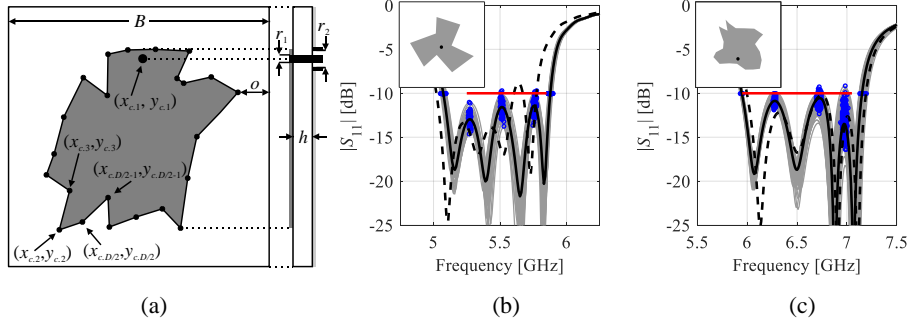 B
r1
r2
(xc.1, yc.1)
o
(xc.3,yc.3)
h
(xc.D/2-1,yc.D/2-1)
(xc.2,yc.2)
(xc.D/2,yc.D/2)
(a)
0
-5
-10
-15
-20
-25
|S11| [dB]
5
5.5
6
Frequency [GHz]
(b)
0
-5
-10
-15
-20
-25
|S11| [dB]
5.5
6
6.5
7
7.5
Frequency [GHz]
(c)